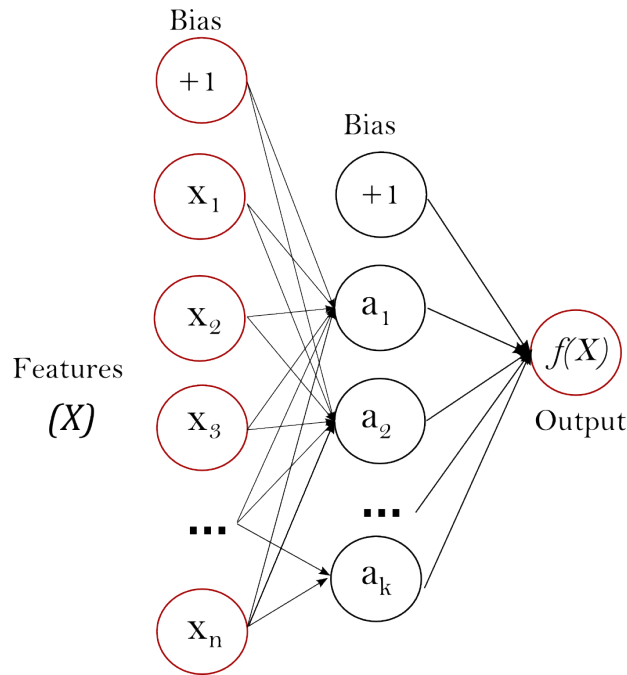 Bias
+1
x1
x2
Features
(X)
x3
...
xn
Bias
+1
a1
a2
...
ak
f(X)
Output